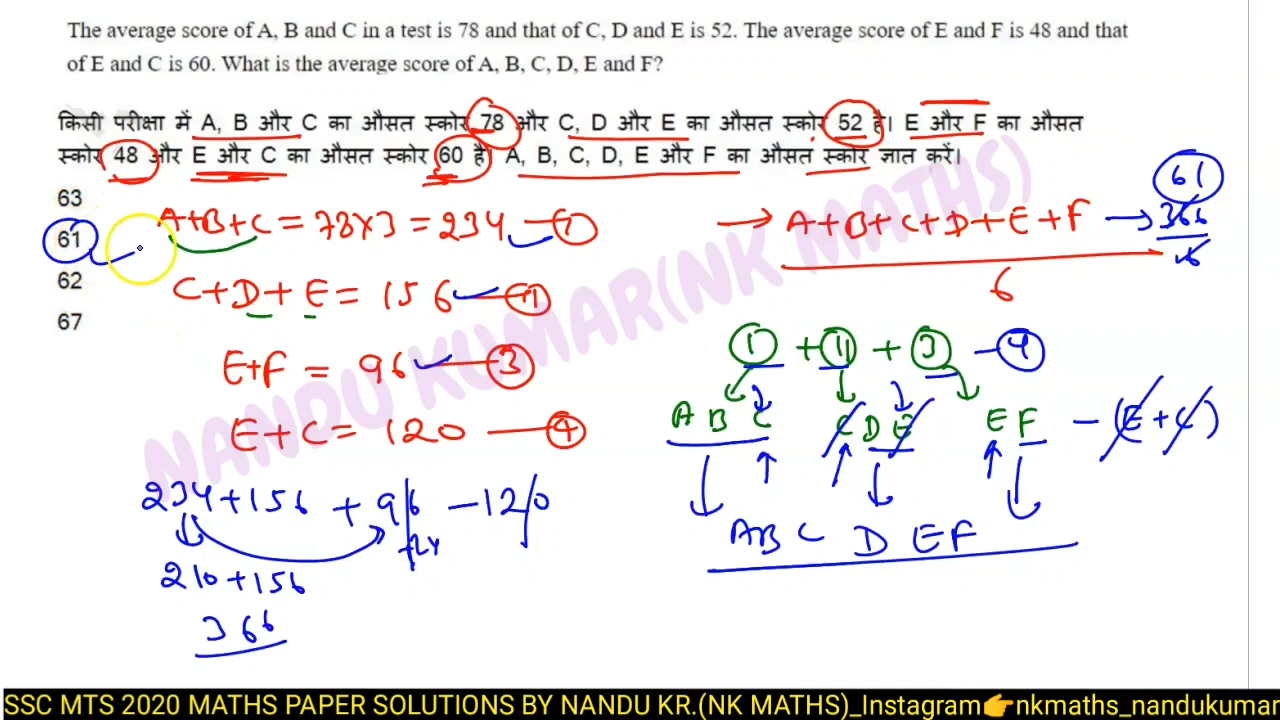 The average score of A, B and C in a test is 78 and that of C, D and E is 52. The average score of E and F is 48 and that
of E and C is 60. What is the average score of A, B, C, D, E and F?
किसी परीक्षा में A, B और C का औसत स्कोर 78 और C, D और E का औसत स्कोर 52 है। E और F का औसत
स्कोर 48 और E और C का औसत स्कोर 60 है। A, B, C, D, E और F का औसत स्कोर ज्ञात करें।
63
61
62
67
A+B+C = 78×3 = 234 — 1
C+D+E = 156 — 11
E+F = 96 — 3
E+C = 120 — 4
234+156 + 96 - 120
-24
210+156
366
61
→ A+B+C+D+E+F → 366
6
6
1 + 11 + 3 - 4
A B C C D E E F - (E+C)
ABC D EF
NANDU KUMAR(NK MATHS)
SSC MTS 2020 MATHS PAPER SOLUTIONS BY NANDU KR.(NK MATHS)_Instagram👉nkmaths_nandukumar